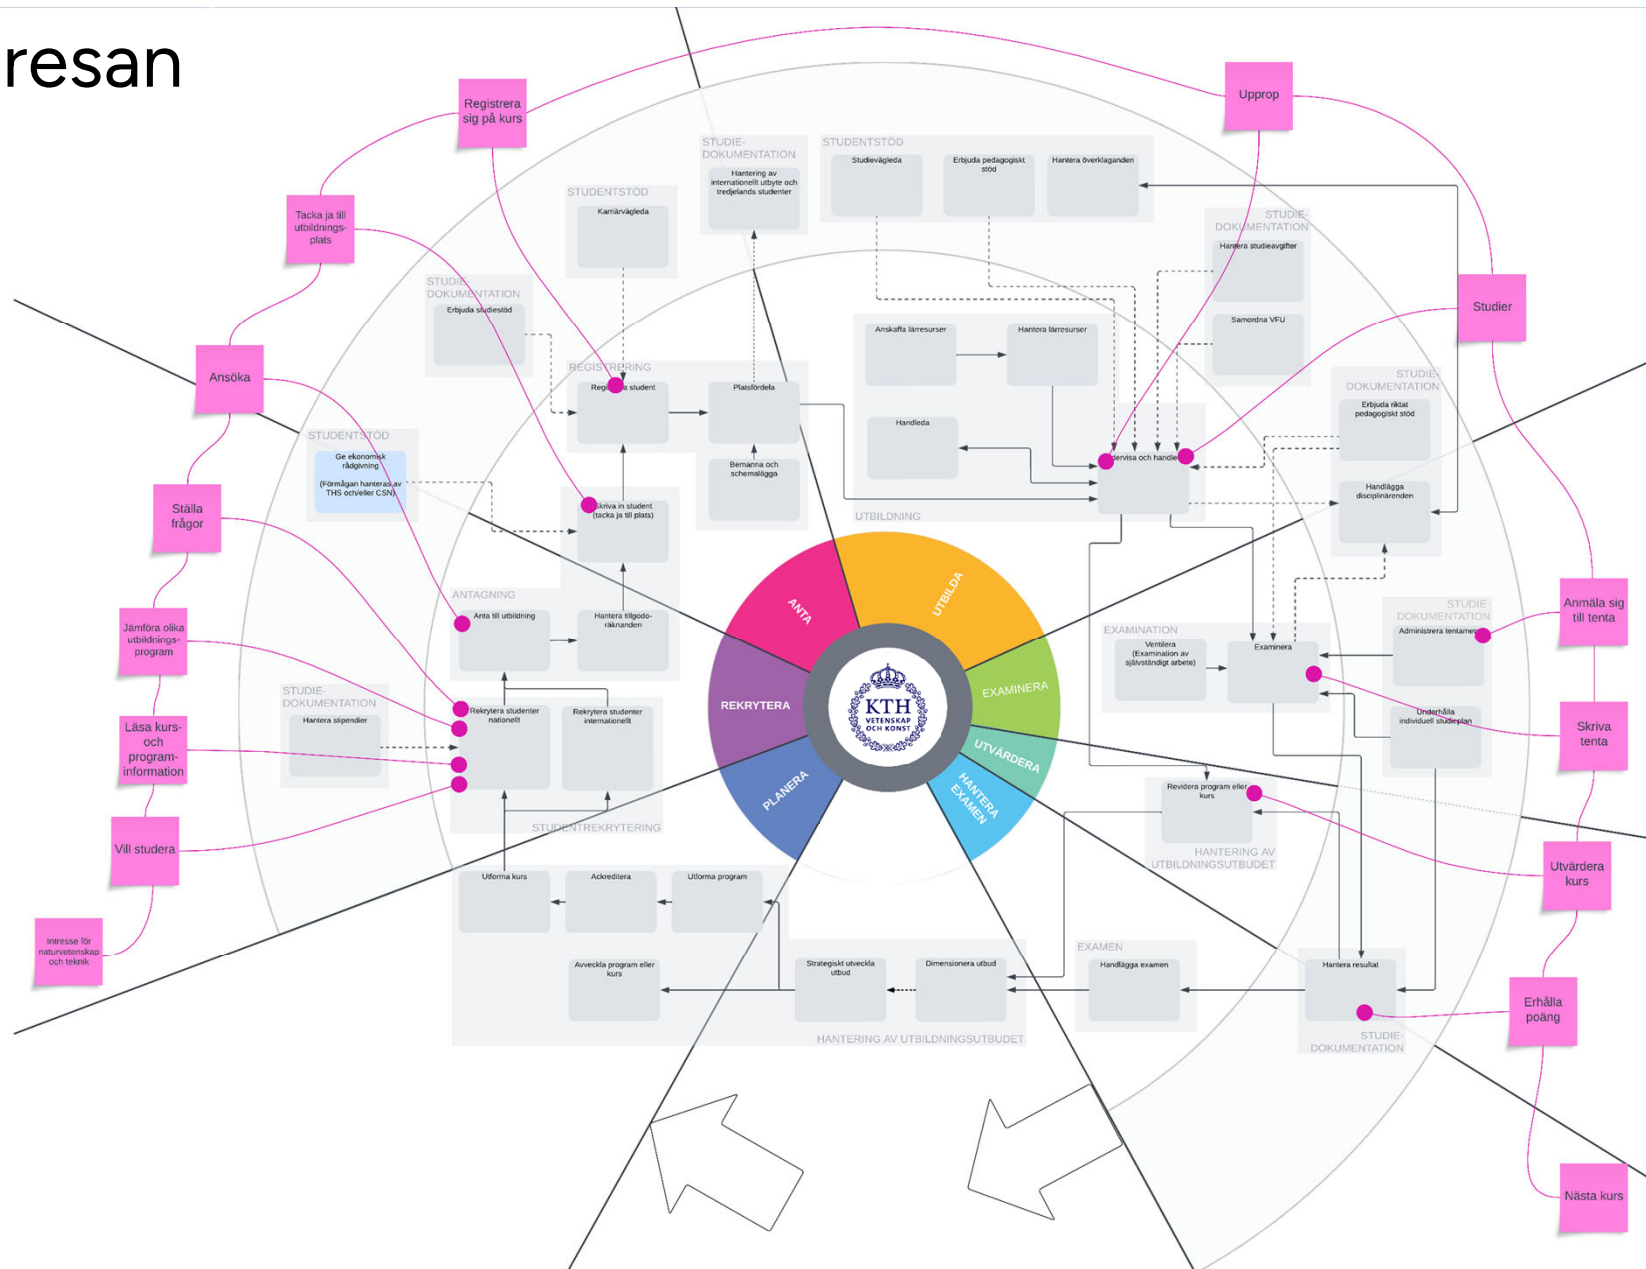 resan
Registrera
sig på kurs
Upprop
Tacka ja till
utbildnings-
plats
Studier
Ansöka
Ställa
frågor
Jämföra olika
utbildnings-
program
Läsa kurs-
och
program-
information
Vill studera
Intresse för
naturvetenskap
och teknik
Anmäla sig
till tenta
Skriva
tenta
Utvärdera
kurs
Erhålla
poäng
Nästa kurs
STUDIE-
DOKUMENTATION
Hantering av
internationellt utbyte och
tredjelands studenter
STUDENTSTÖD
Studievägleda
Erbjuda pedagogiskt
stöd
Hantera överklaganden
STUDENTSTÖD
Karriärvägleda
STUDIE-
DOKUMENTATION
Hantera studieavgifter
Samordna VFU
STUDIE-
DOKUMENTATION
Erbjuda studiestöd
REGISTRERING
student
Platsfördela
Bemanna och
schemalägga
Anskaffa lärresurser
Hantera lärresurser
Handleda
UTBILDNING
STUDIE-
DOKUMENTATION
Erbjuda riktat
pedagogiskt stöd
Handlägga
disciplinärenden
STUDENTSTÖD
Ge ekonomisk
rådgivning
(Förmågan hanteras av
THS och/eller CSN)
Skriva in student
(tacka ja till plats)
ANTAGNING
Anta till utbildning
Hantera tillgodo-
räknanden
STUDIE-
DOKUMENTATION
Hantera stipendier
Rekrytera studenter
nationellt
Rekrytera studenter
internationellt
STUDENTREKRYTERING
ANTA
UTBILDA
REKRYTERA
EXAMINERA
PLANERA
UTVÄRDERA
HANTERA
EXAMEN
KTH
VETENSKAP
OCH KONST
EXAMINATION
Ventilera
(Examination av
självständigt arbete)
Examinera
STUDIE-
DOKUMENTATION
Administrera tentamen
Underhålla
individuell studieplan
Revidera program eller
kurs
HANTERING AV
UTBILDNINGSUTBUDET
Utforma kurs
Ackreditera
Utforma program
Avveckla program eller
kurs
Strategiskt utveckla
utbud
Dimensionera utbud
HANTERING AV UTBILDNINGSUTBUDET
EXAMEN
Handlägga examen
Hantera resultat
STUDIE-
DOKUMENTATION